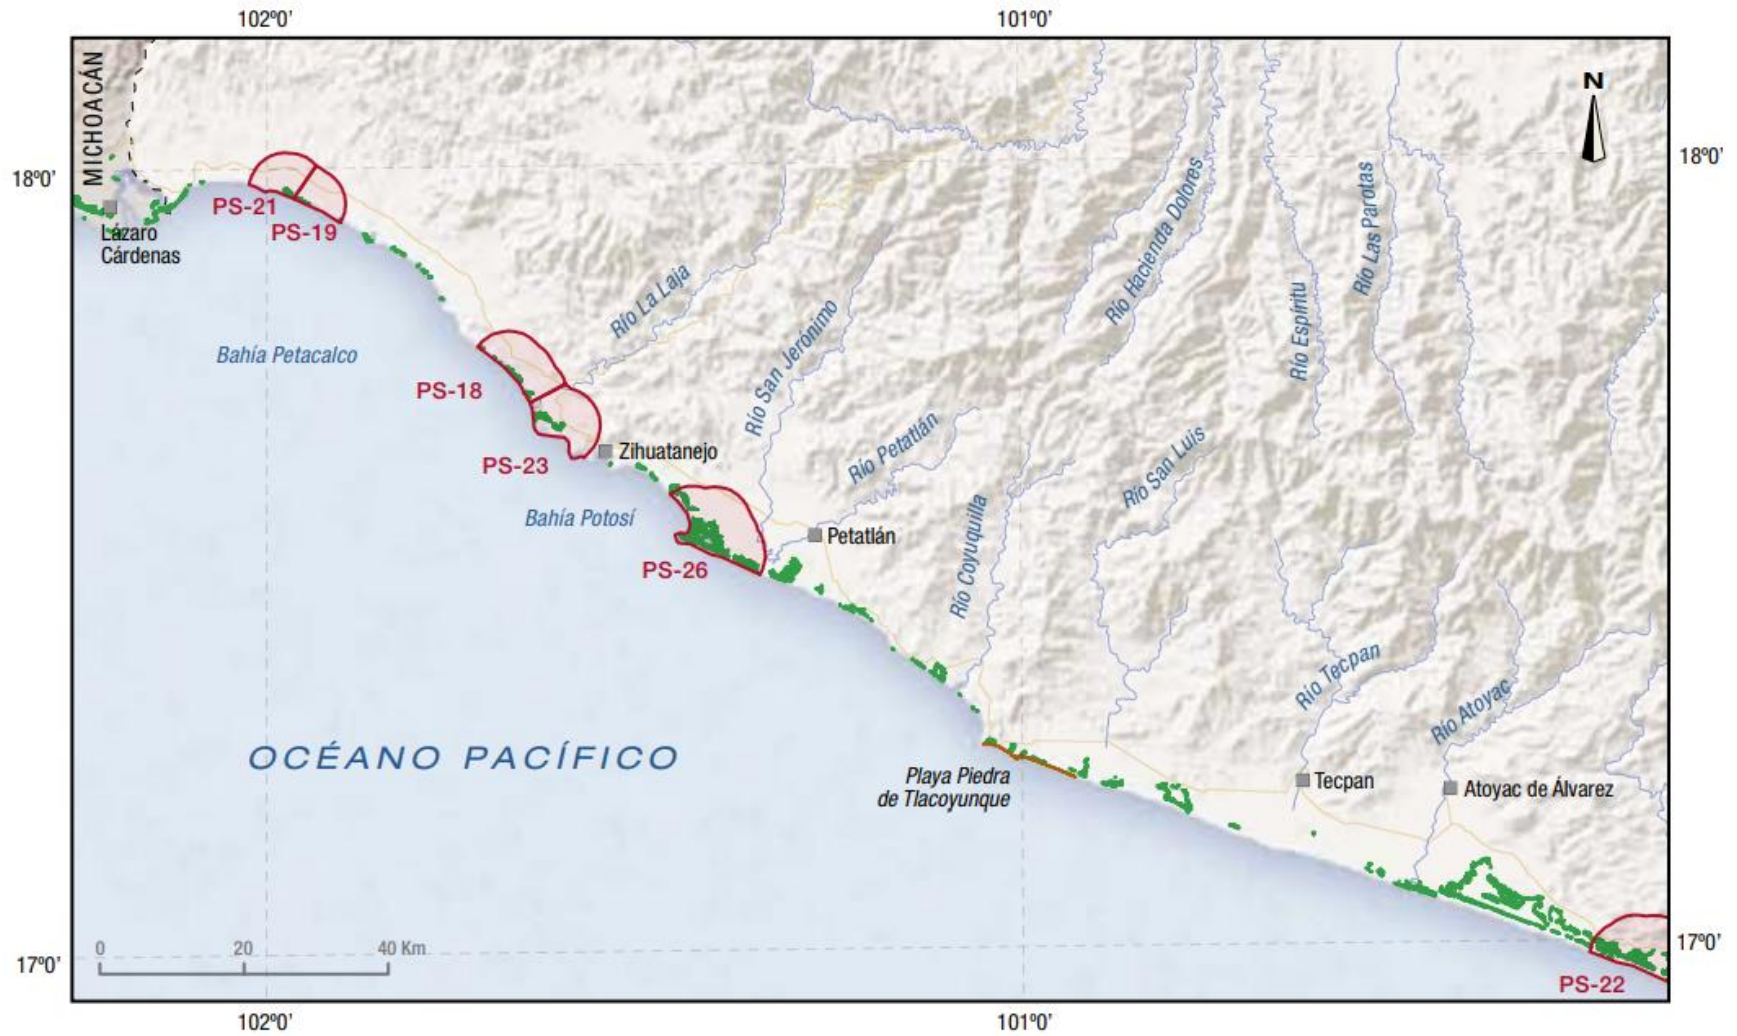 102º0’
101º0’
MICHOACÁN
N
18º0’
18º0’
PS-21
PS-19
Lázaro
Cárdenas
Río La Laja
Río San Jerónimo
Río Hacienda Dolores
Río Espíritu
Río Las Parotas
Bahía Petacalco
PS-18
Zihuatanejo
PS-23
Río Petatlán
Río San Luis
Bahía Potosí
Petatlán
PS-26
Río Coyuquilla
Río Tecpan
Río Atoyac
OCÉANO PACÍFICO
Playa Piedra
de Tlacoyunque
Tecpan
Atoyac de Álvarez
0 20 40 Km
17º0’
17º0’
PS-22
102º0’
101º0’